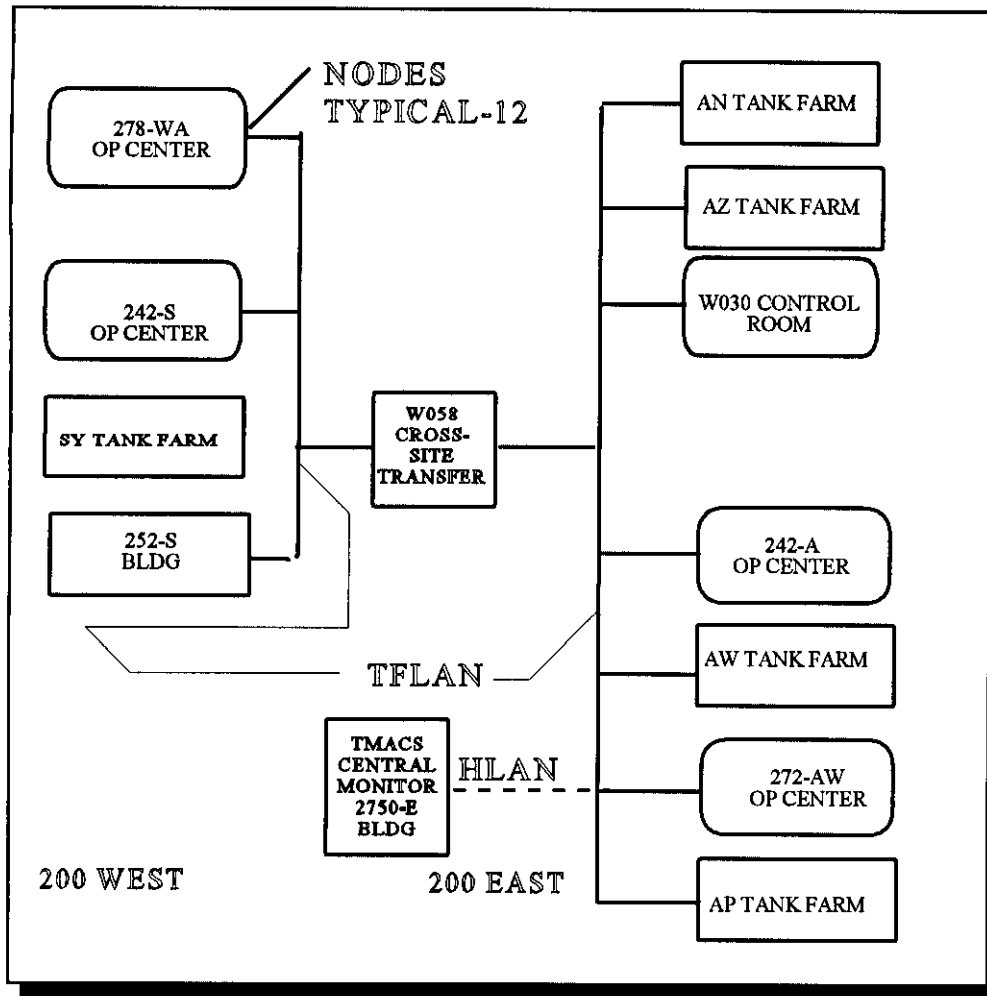 NODES
TYPICAL-12
278-WA
OP CENTER
242-S
OP CENTER
SY TANK FARM
252-S
BLDG
W058
CROSS-
SITE
TRANSFER
AN TANK FARM
AZ TANK FARM
W030 CONTROL
ROOM
242-A
OP CENTER
AW TANK FARM
272-AW
OP CENTER
AP TANK FARM
TFLAN
TMACS
CENTRAL
MONITOR
2750-E
BLDG
HLAN
200 WEST
200 EAST